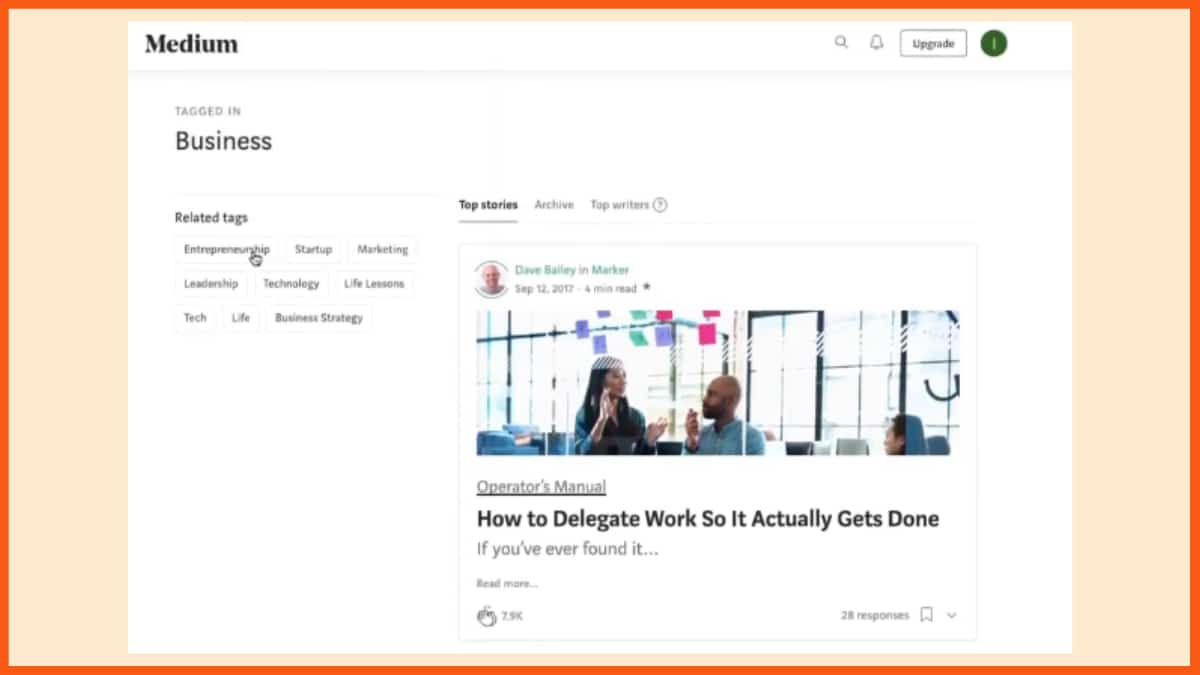 Medium
Upgrade
I
TAGGED IN
Business
Related tags
Entrepreneurship Startup Marketing
Leadership Technology Life Lessons
Tech Life Business Strategy
Top stories Archive Top writers ?
Dave Bailey in Marker
Sep 12, 2017 · 4 min read ★
Operator's Manual
How to Delegate Work So It Actually Gets Done
If you've ever found it...
Read more...
7.9K
28 responses